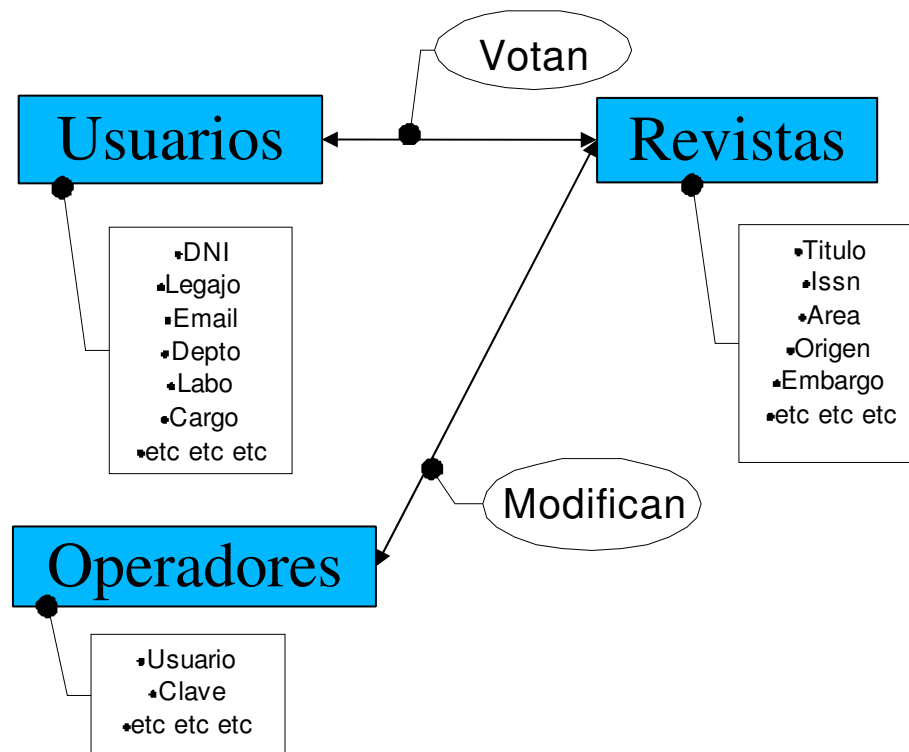 Votan
Usuarios
Revistas
DNI
Legajo
Email
Depto
Labo
Cargo
etc etc etc
Titulo
Issn
Area
Origen
Embargo
etc etc etc
Modifican
Operadores
Usuario
Clave
etc etc etc